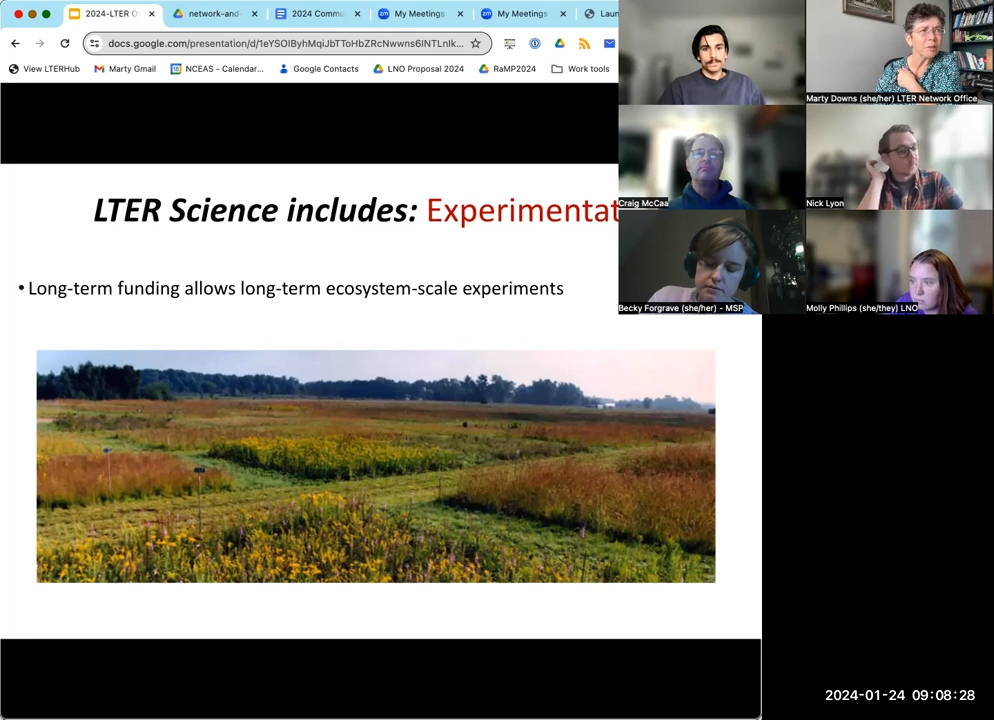 2024-LTER O
network-and-
2024 Commu
My Meetings
My Meetings
Laun
docs.google.com/presentation/d/1eYSOIByhMqiJbTToHbZRcNwwns6INTLnlk...
View LTERHub
Marty Gmail
NCEAS - Calendar...
Google Contacts
LNO Proposal 2024
RaMP2024
Work tools
Marty Downs (she/her) LTER Network Office
Craig McCaa
Nick Lyon
Becky Forgrave (she/her) - MSP
Molly Phillips (she/they) LNO
LTER Science includes: Experimentat
• Long-term funding allows long-term ecosystem-scale experiments
2024-01-24 09:08:28